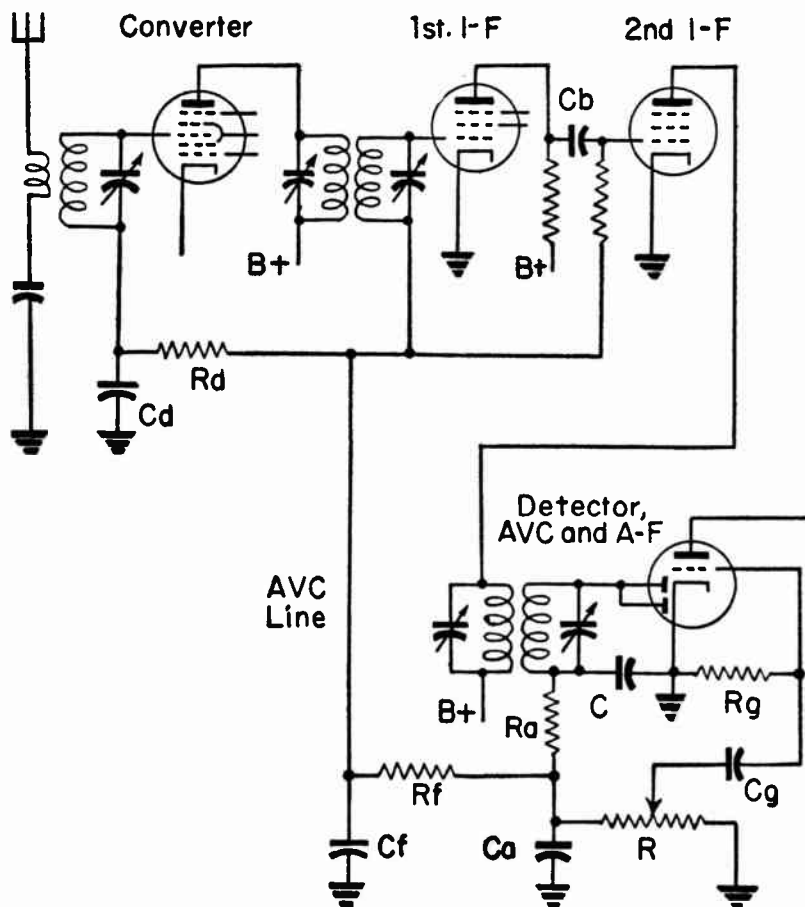 Converter
1st. I-F
2nd I-F
Cb
B+
B+
Rd
Cd
Detector,
AVC and A-F
AVC
Line
B+
Ra
C
Rg
Rf
Cg
Cf
Ca
R